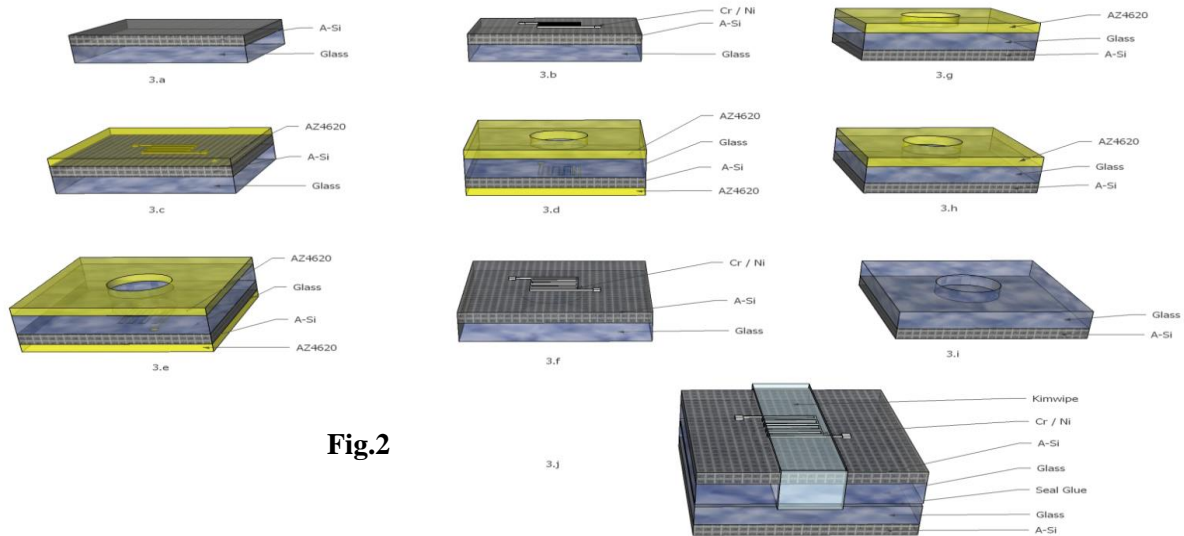 A-Si
Glass
3.a
Cr / Ni
A-Si
Glass
3.b
AZ4620
Glass
A-Si
3.g
AZ4620
A-Si
Glass
3.c
AZ4620
Glass
A-Si
AZ4620
3.d
AZ4620
Glass
A-Si
3.h
AZ4620
Glass
A-Si
AZ4620
3.e
Cr / Ni
A-Si
Glass
3.f
Glass
A-Si
3.i
Fig.2
3.j
Kimwipe
Cr / Ni
A-Si
Glass
Seal Glue
Glass
A-Si